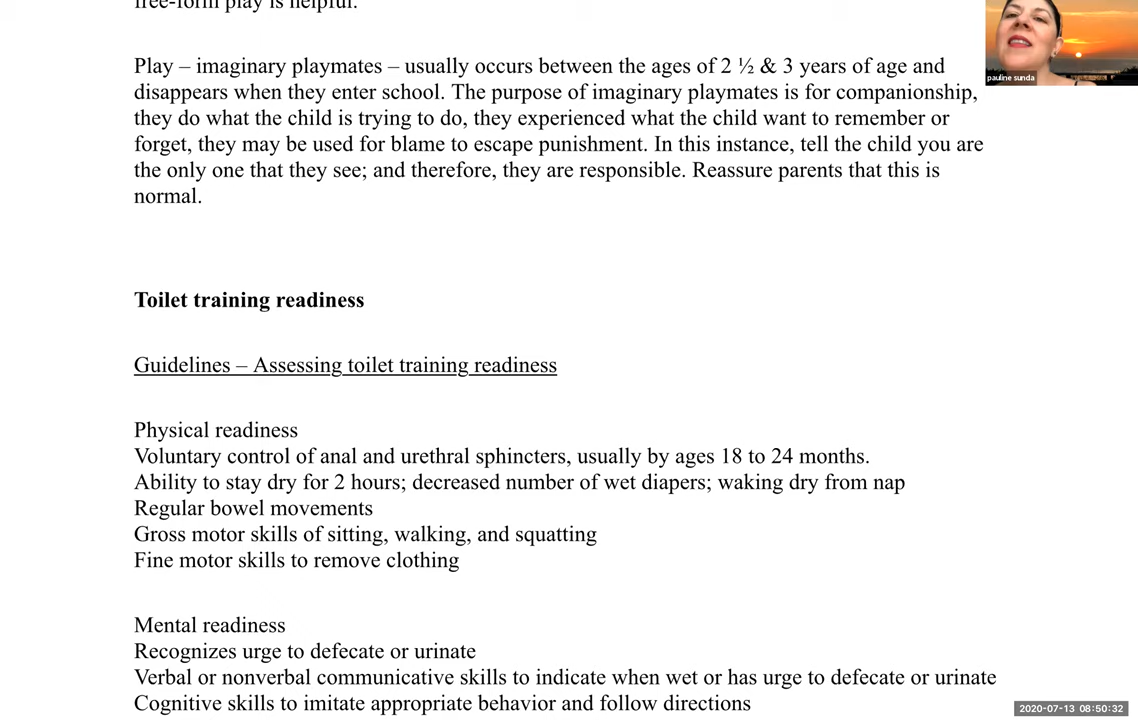 free-form play is helpful.
Play – imaginary playmates – usually occurs between the ages of 2 ½ & 3 years of age and
disappears when they enter school. The purpose of imaginary playmates is for companionship,
they do what the child is trying to do, they experienced what the child want to remember or
forget, they may be used for blame to escape punishment. In this instance, tell the child you are
the only one that they see; and therefore, they are responsible. Reassure parents that this is
normal.
pauline sunda
Toilet training readiness
Guidelines – Assessing toilet training readiness
Physical readiness
Voluntary control of anal and urethral sphincters, usually by ages 18 to 24 months.
Ability to stay dry for 2 hours; decreased number of wet diapers; waking dry from nap
Regular bowel movements
Gross motor skills of sitting, walking, and squatting
Fine motor skills to remove clothing
Mental readiness
Recognizes urge to defecate or urinate
Verbal or nonverbal communicative skills to indicate when wet or has urge to defecate or urinate
Cognitive skills to imitate appropriate behavior and follow directions
2020-07-13 08:50:32